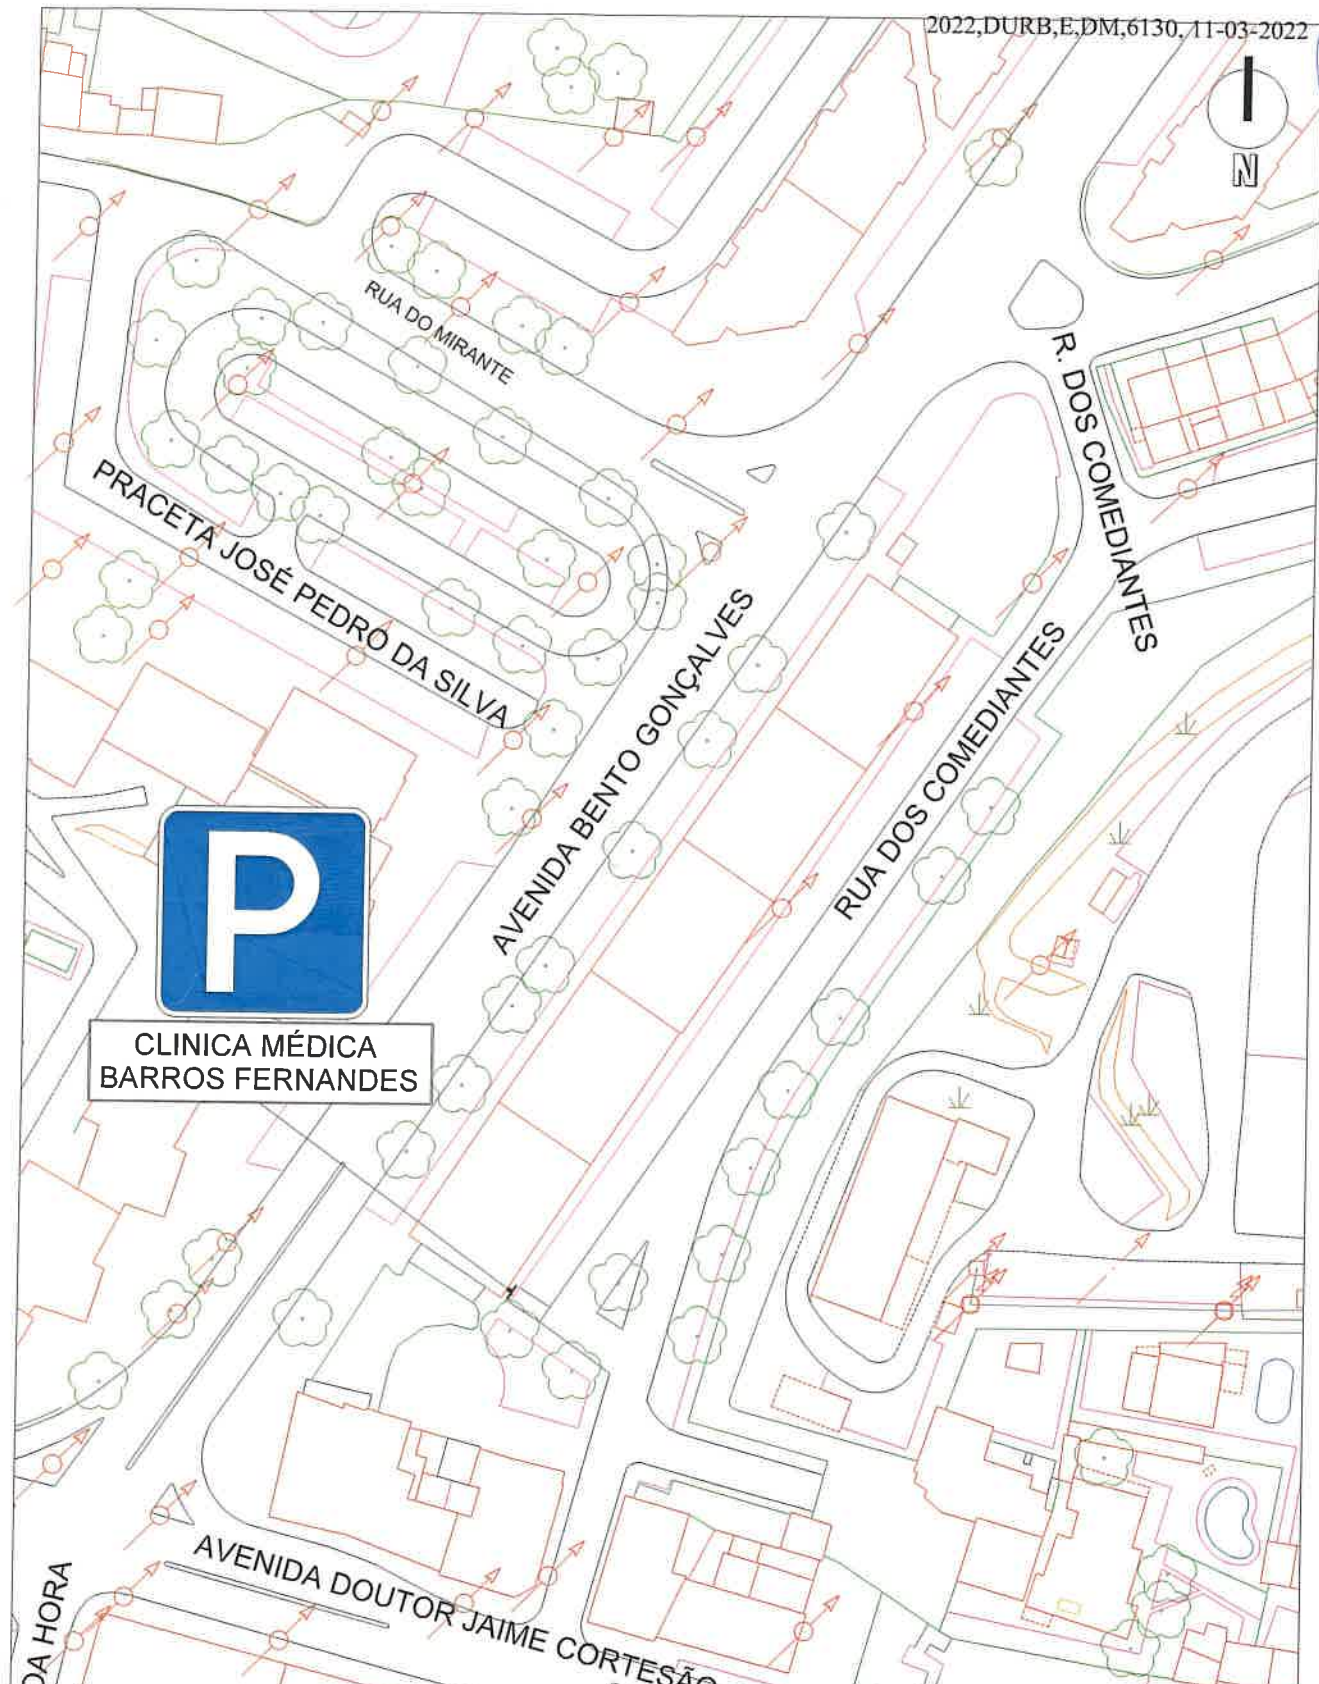 2022,DURB,E,DM,6130, 11-03-2022
N
RUA DO MIRANTE
R. DOS COMEDIANTES
PRACETA JOSÉ PEDRO DA SILVA
AVENIDA BENTO GONÇALVES
RUA DOS COMEDIANTES
P
CLINICA MÉDICA
BARROS FERNANDES
AVENIDA DOUTOR JAIME CORTESÃO
DA HORA